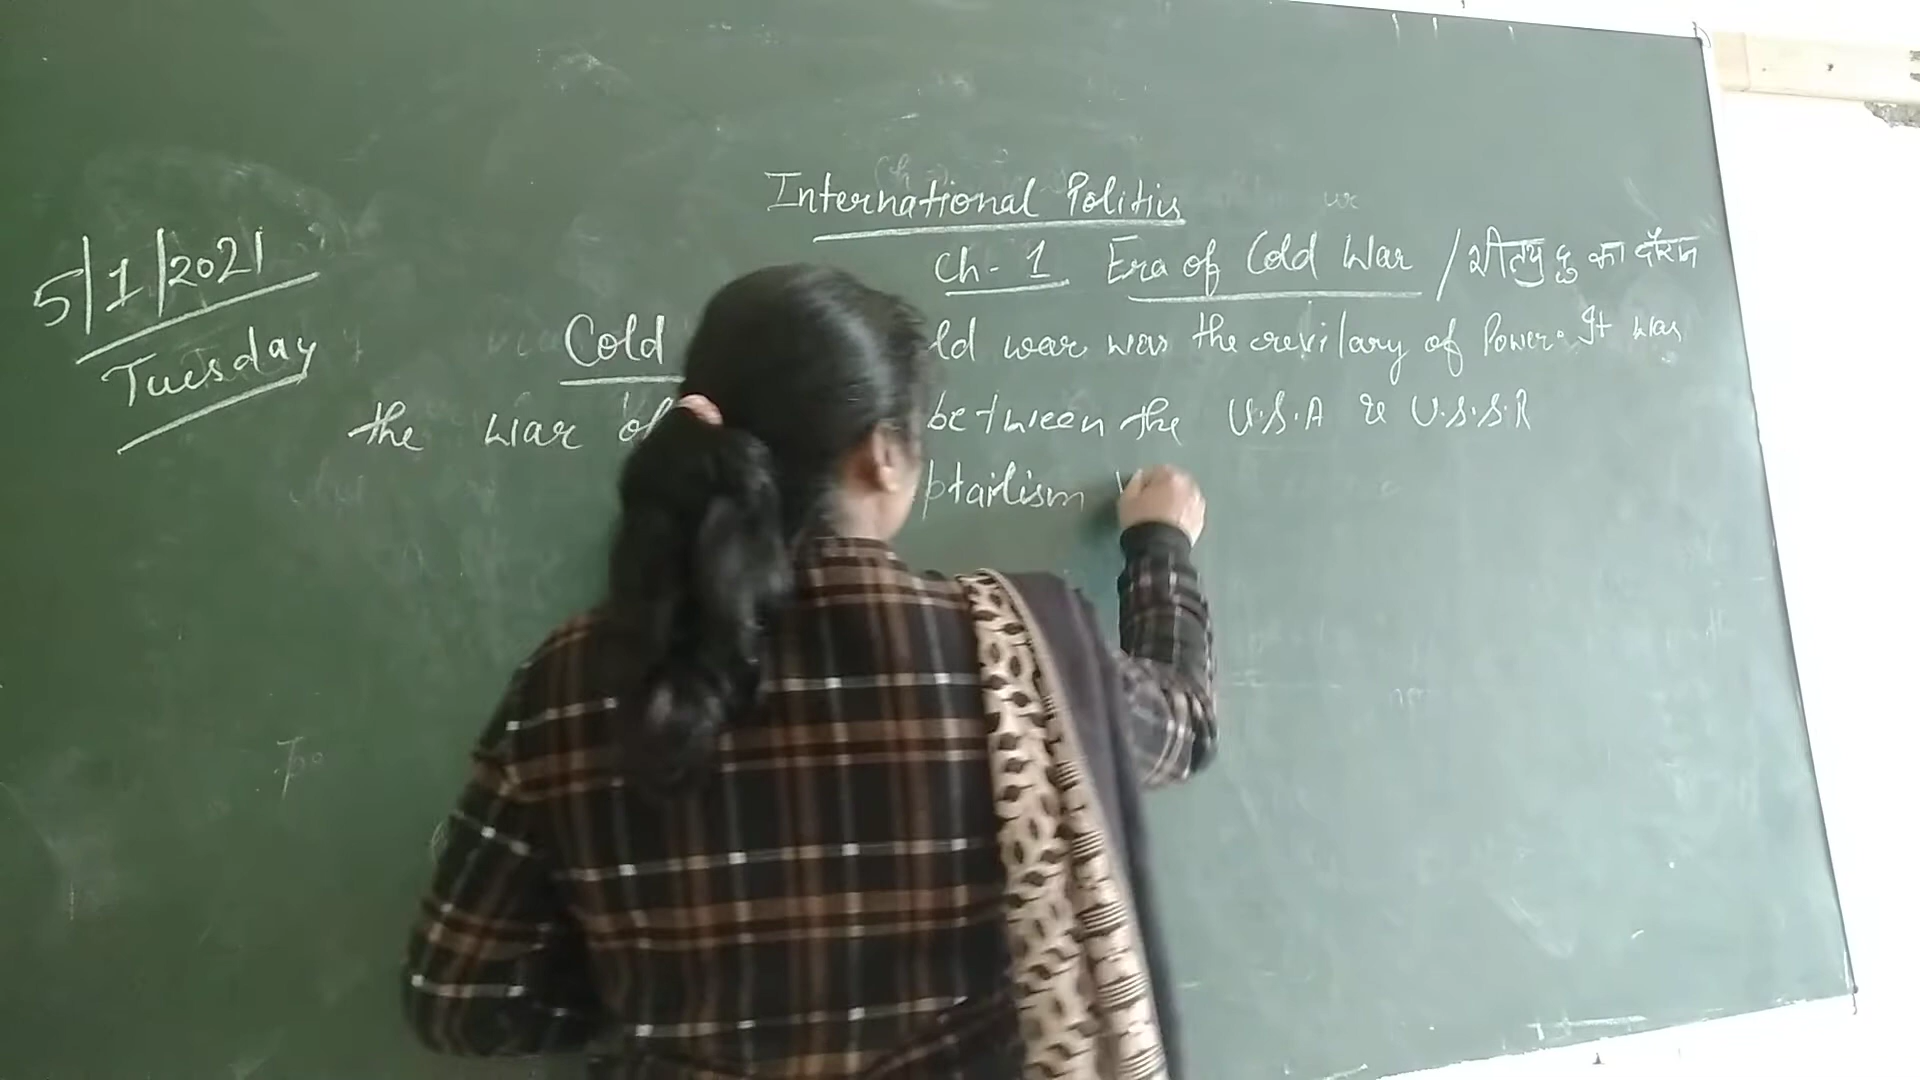 International Politics
5/1/2021
Tuesday
Ch-1 Era of Cold War / शीतयुद्ध का दौर
Cold ld war was the revilary of Power. It was
the war of between the U.S.A & U.S.S.R
ptailism